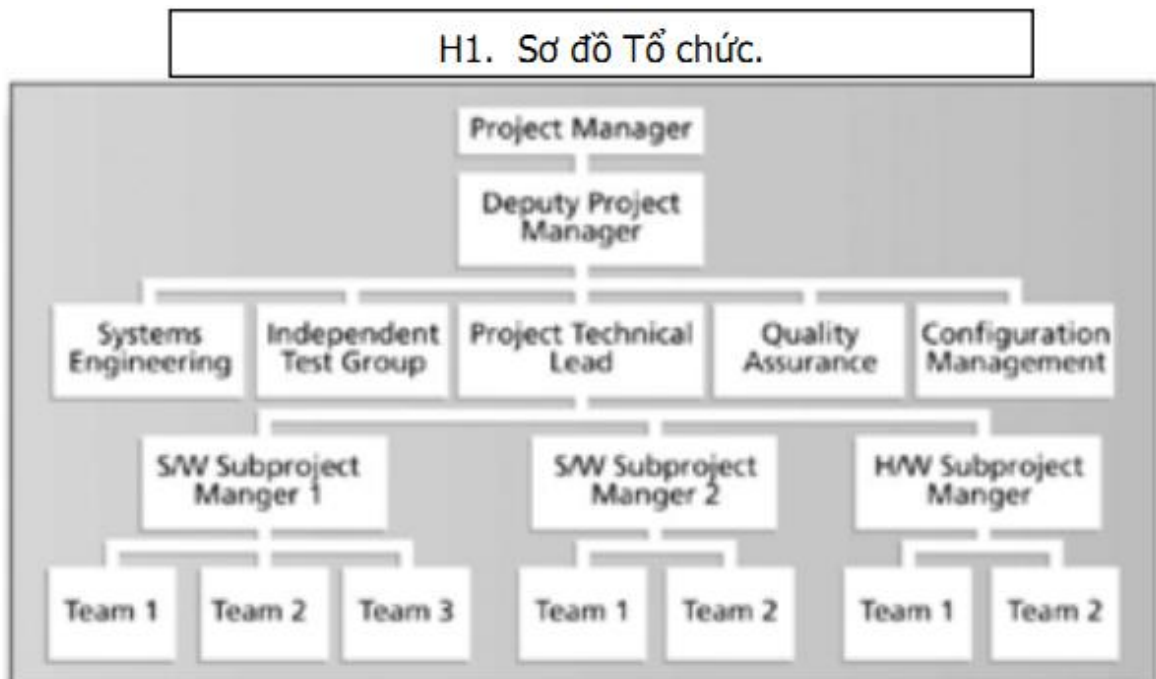 H1. Sơ đồ Tổ chức.
Project Manager
Deputy Project
Manager
Systems
Engineering
Independent
Test Group
Project Technical
Lead
Quality
Assurance
Configuration
Management
S/W Subproject
Manger 1
S/W Subproject
Manger 2
H/W Subproject
Manger
Team 1
Team 2
Team 3
Team 1
Team 2
Team 1
Team 2